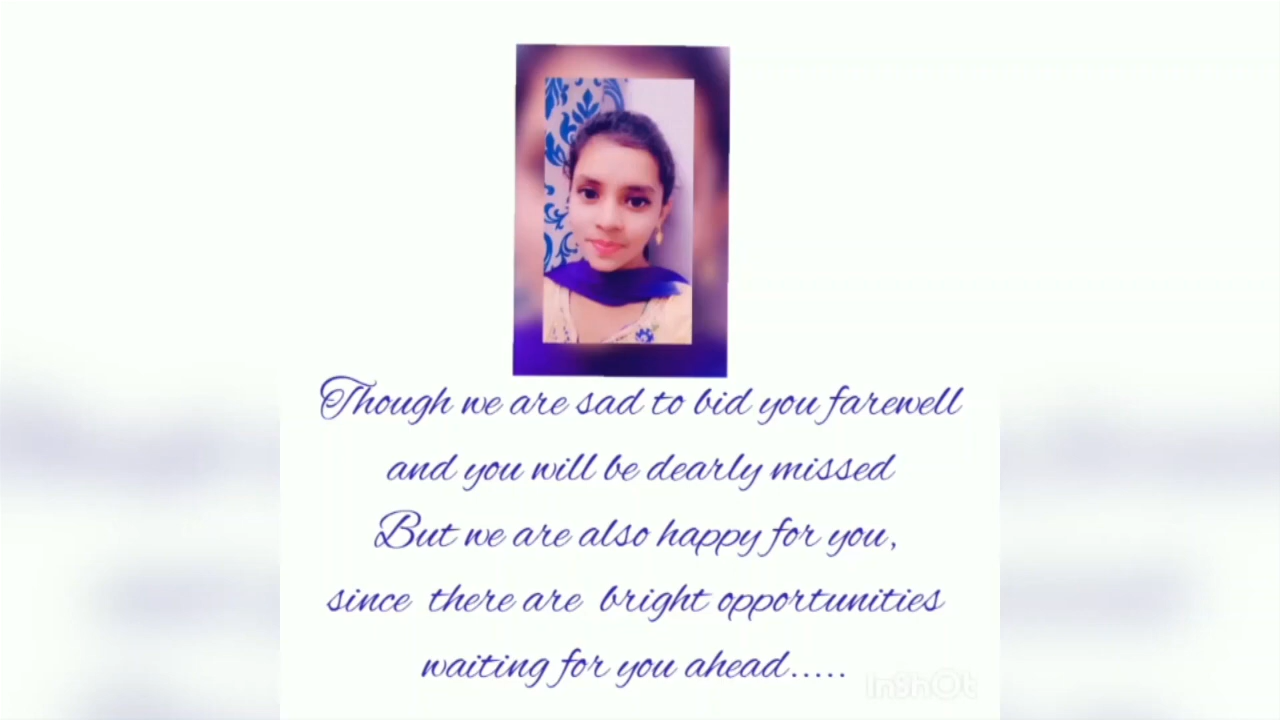 Though we are sad to bid you farewell
and you will be dearly missed
But we are also happy for you,
since there are bright opportunities
waiting for you ahead.....
InShOt